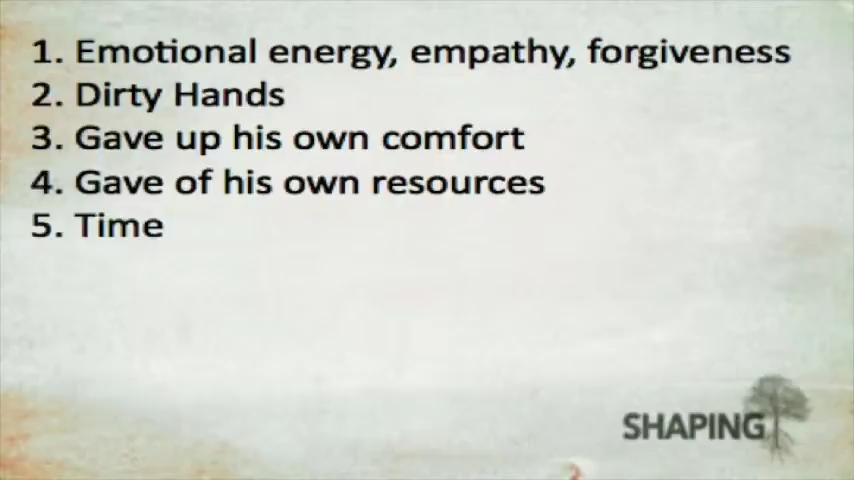 1. Emotional energy, empathy, forgiveness
2. Dirty Hands
3. Gave up his own comfort
4. Gave of his own resources
5. Time
SHAPING